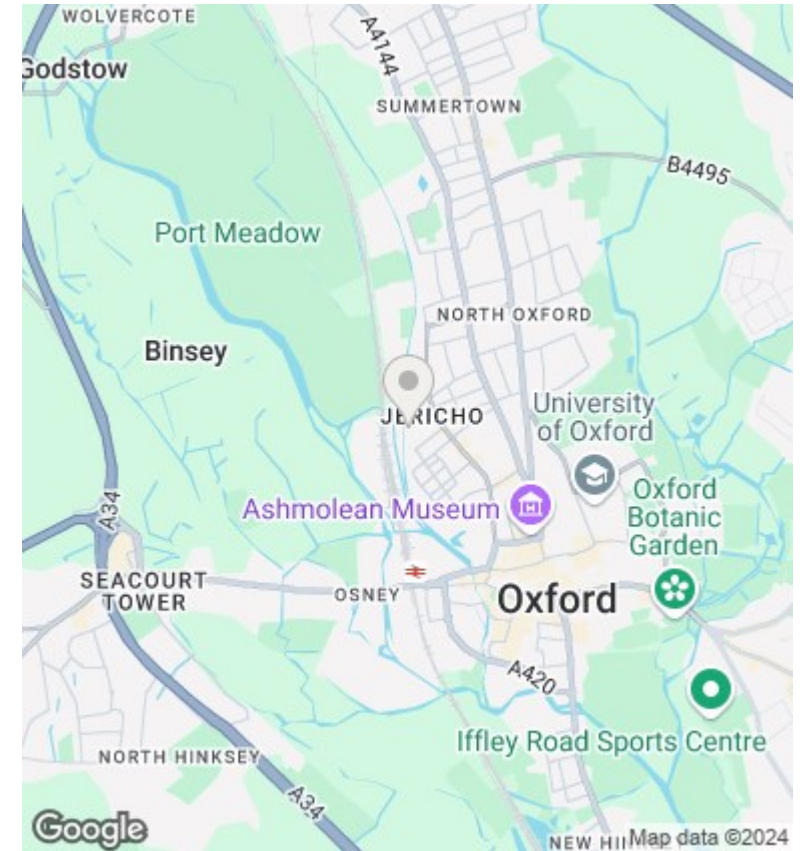 WOLVERCOTE
Godstow
A4144
SUMMERTOWN
B4495
Port Meadow
NORTH OXFORD
Binsey
JERICHO
University
of Oxford
Ashmolean Museum
Oxford
Botanic
Garden
A34
SEACOURT
TOWER
OSNEY
Oxford
A420
Iffley Road Sports Centre
NORTH HINKSEY
A34
Google
NEW
Map data ©2024